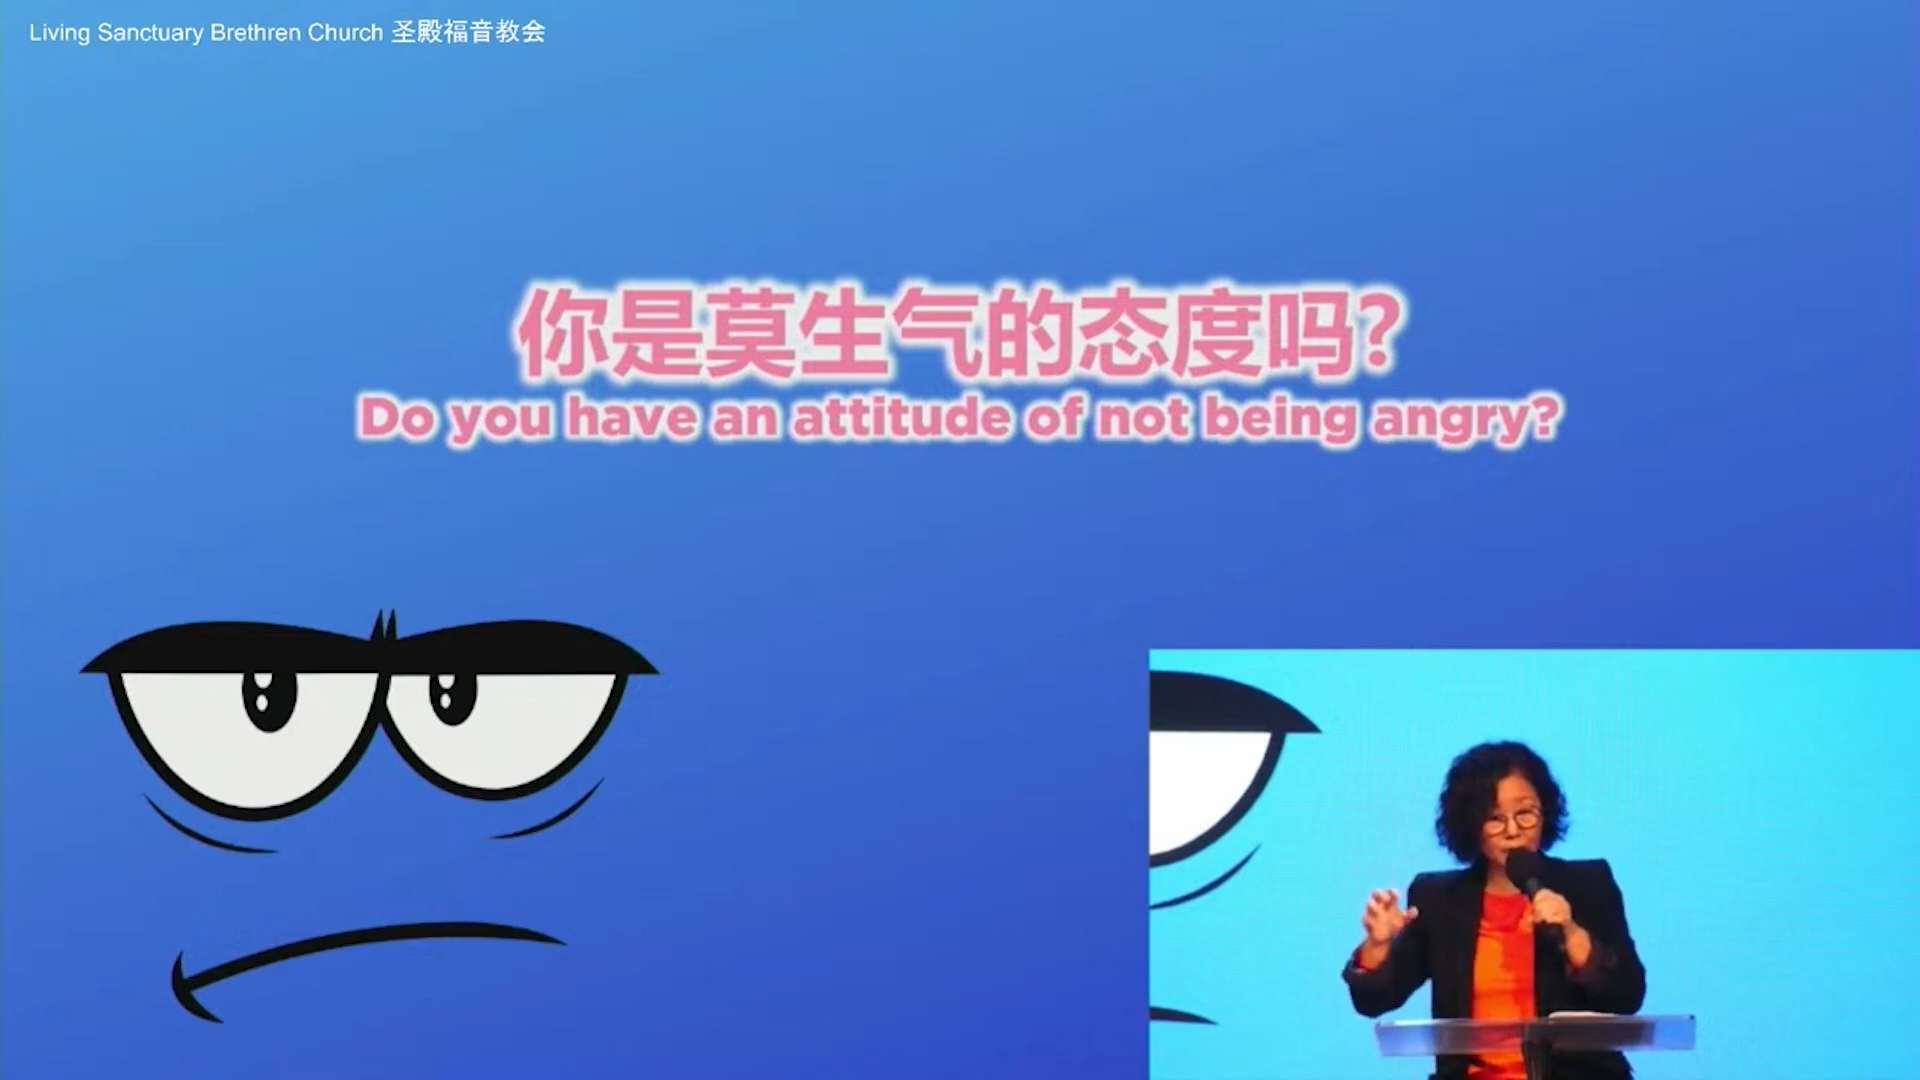 Living Sanctuary Brethren Church 圣殿福音教会
你是莫生气的态度吗?
Do you have an attitude of not being angry?